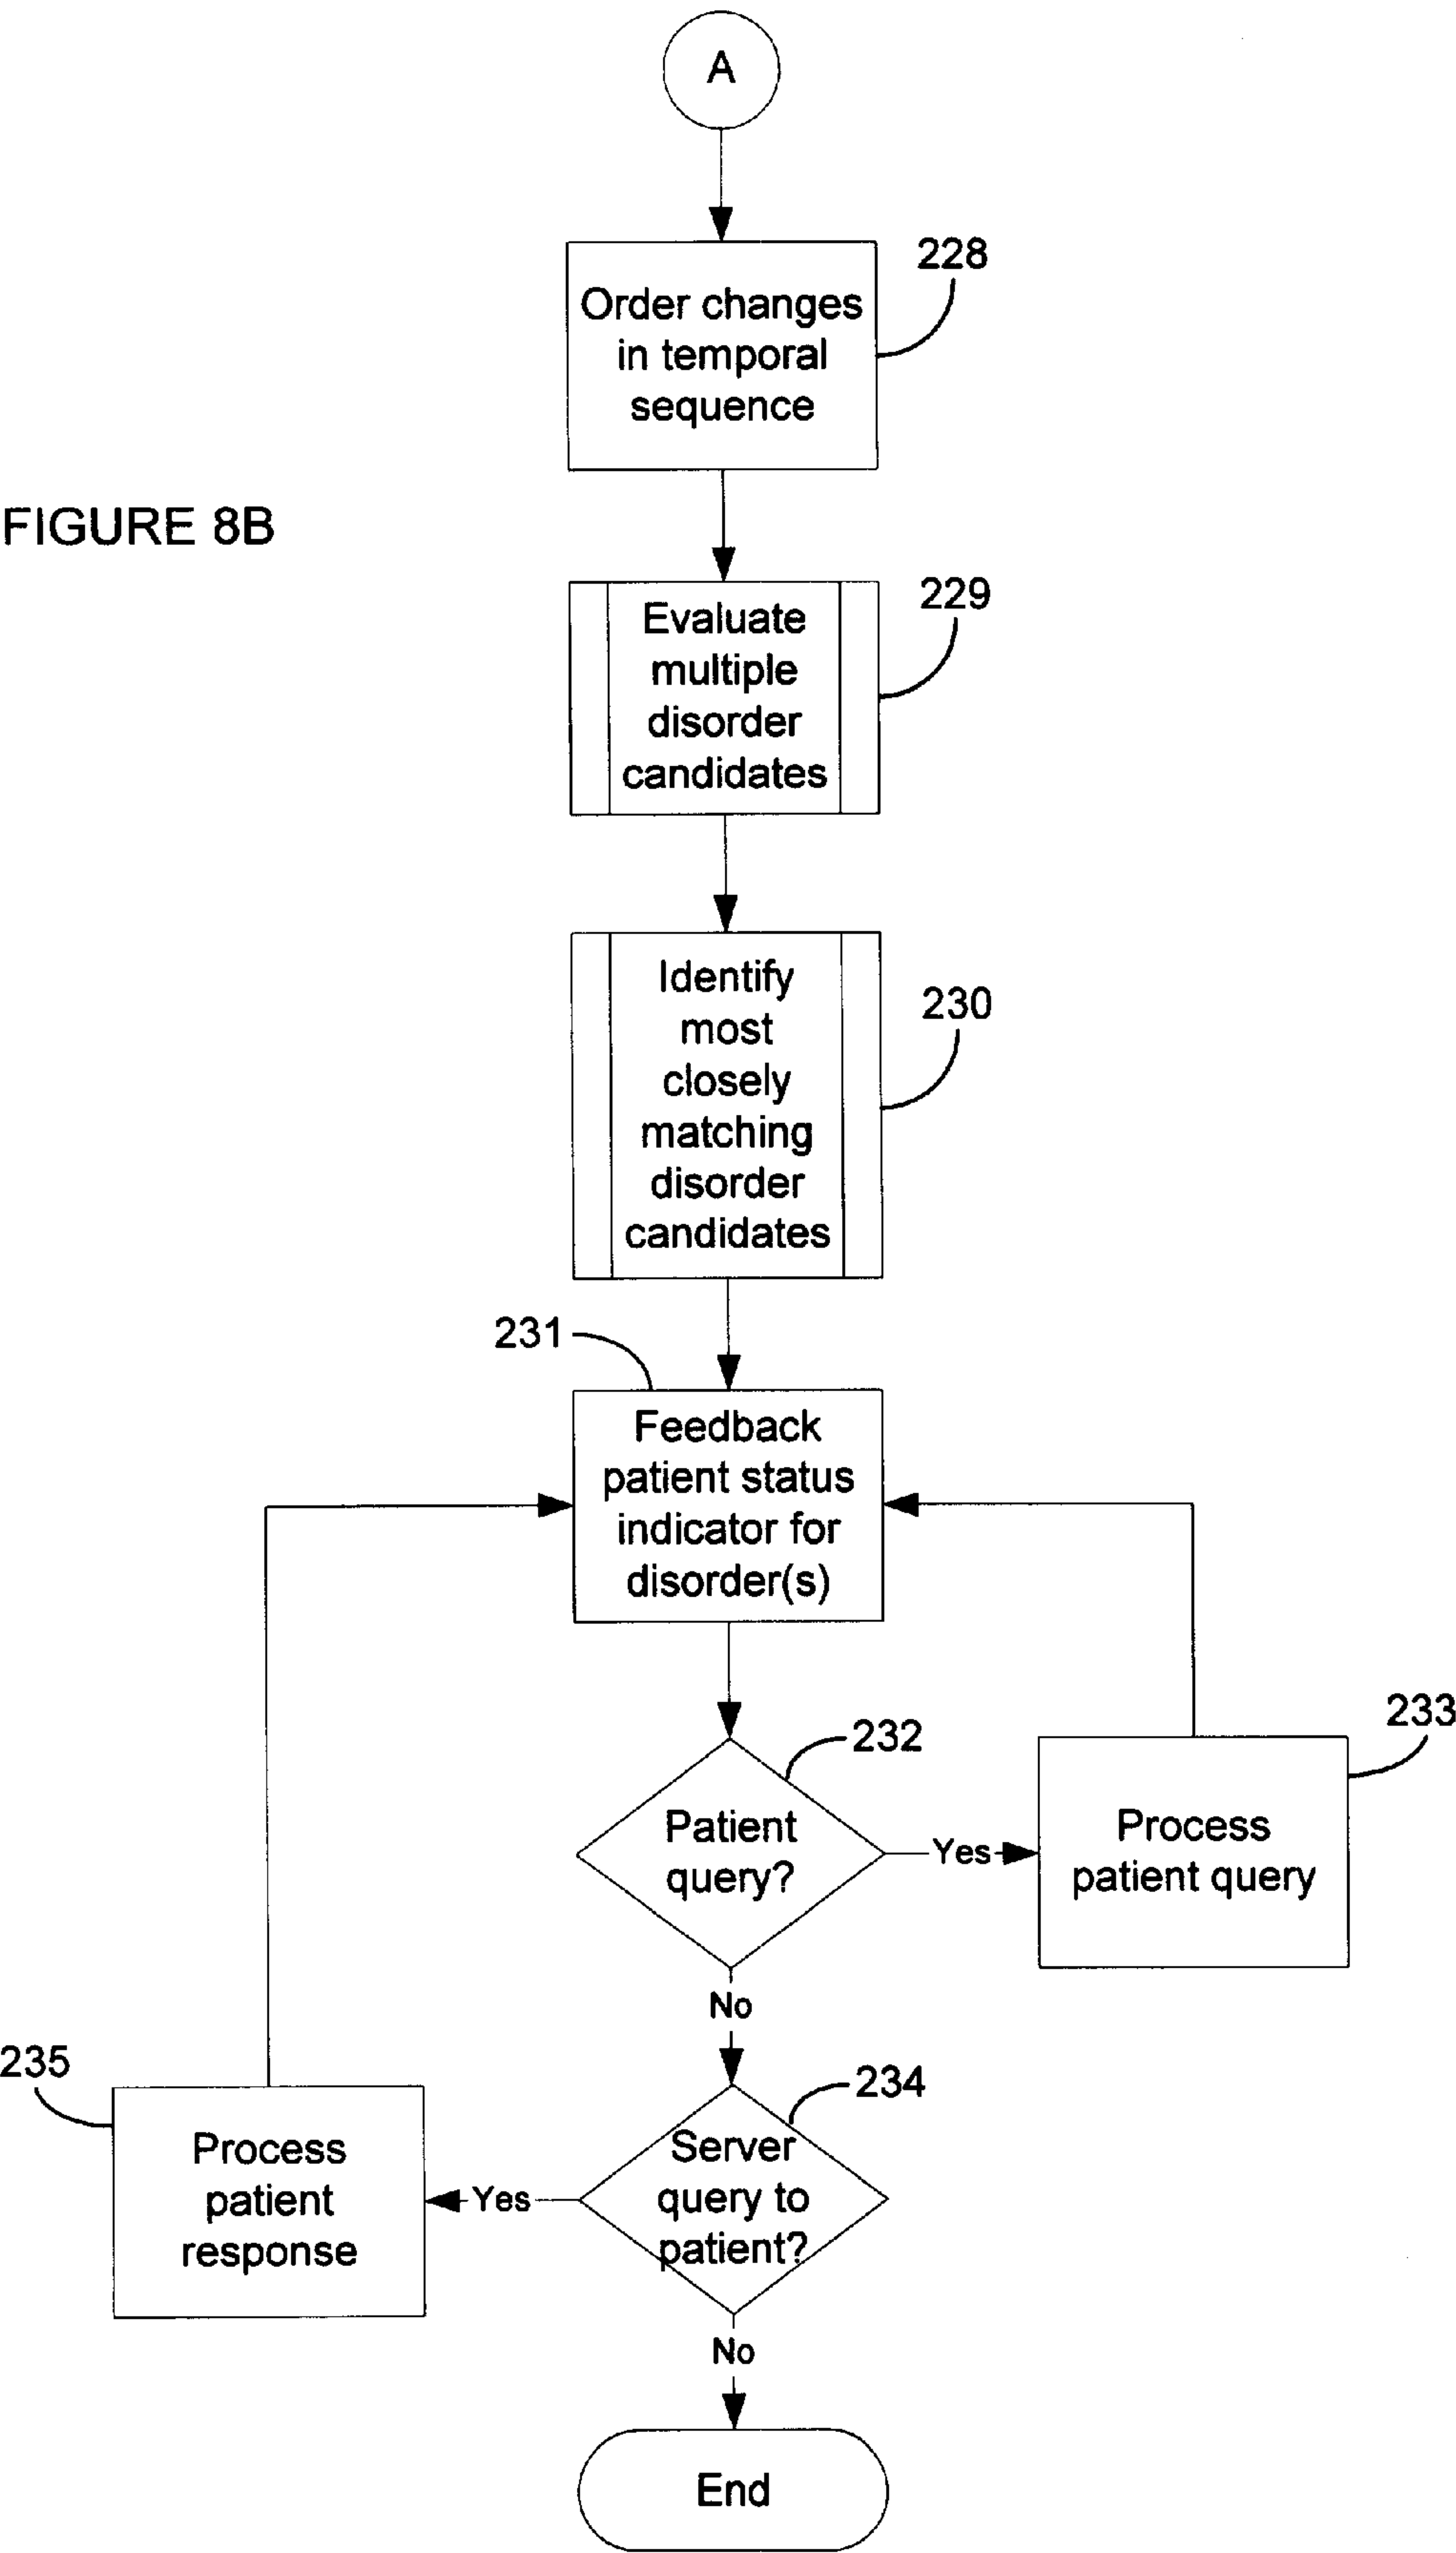 A
228
Order changes
in temporal
sequence
FIGURE 8B
229
Evaluate
multiple
disorder
candidates
230
Identify
most
closely
matching
disorder
candidates
231
Feedback
patient status
indicator for
disorder(s)
232
Patient
query?
Yes
233
Process
patient query
No
234
Server
query to
patient?
Yes
235
Process
patient
response
No
End